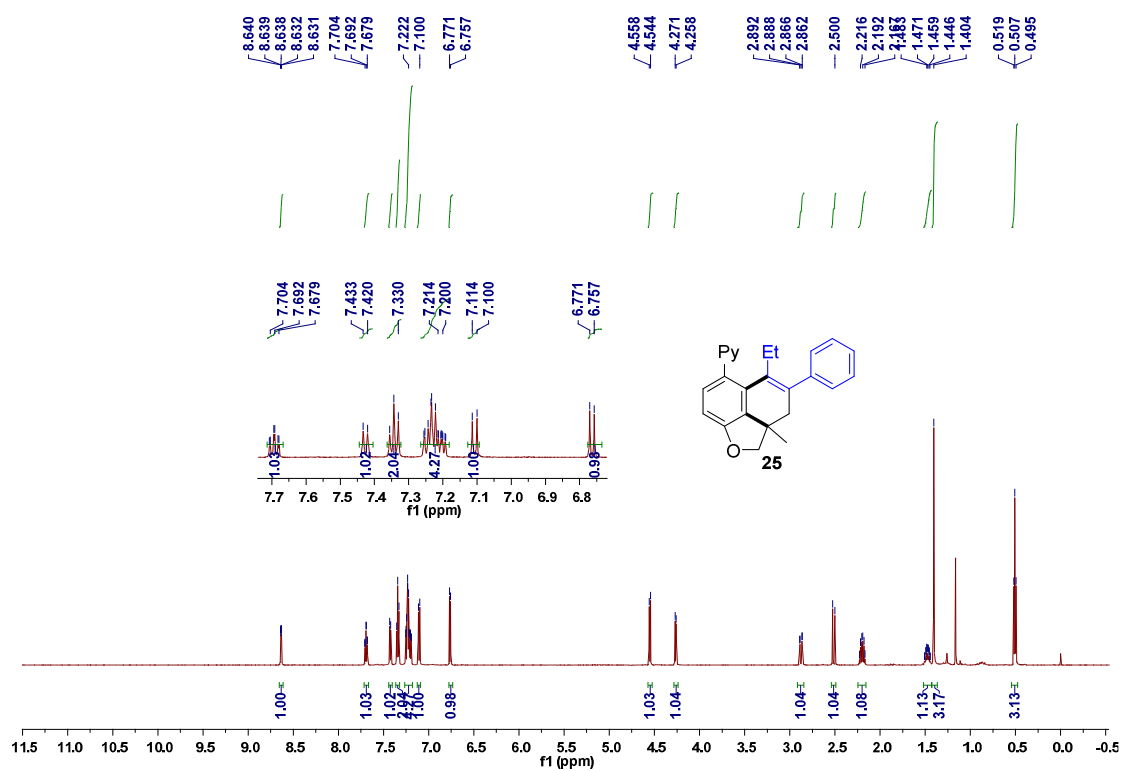 8.640 8.639 8.638 8.632 8.631 7.704 7.692 7.679 7.222 7.100 6.771 6.757 4.558 4.544 4.271 4.258 2.892 2.888 2.866 2.862 2.500 2.216 2.192 2.167 1.483 1.471 1.459 1.446 1.404 0.519 0.507 0.495
7.704 7.692 7.679 7.433 7.420 7.330 7.214 7.200 7.114 7.100 6.771 6.757
Py Et
O
25
1.03 1.02 2.04 4.27 1.00 0.98
7.7 7.6 7.5 7.4 7.3 7.2 7.1 7.0 6.9 6.8
f1 (ppm)
1.00 1.03 1.02 2.04 4.27 1.00 0.98 1.03 1.04 1.04 1.04 1.08 1.13 3.17 3.13
11.5 11.0 10.5 10.0 9.5 9.0 8.5 8.0 7.5 7.0 6.5 6.0 5.5 5.0 4.5 4.0 3.5 3.0 2.5 2.0 1.5 1.0 0.5 0.0 -0.5
f1 (ppm)